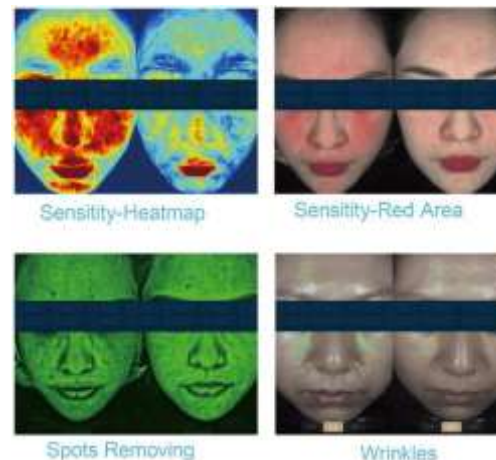 Sensitity-Heatmap
Sensitity-Red Area
Spots Removing
Wrinkles